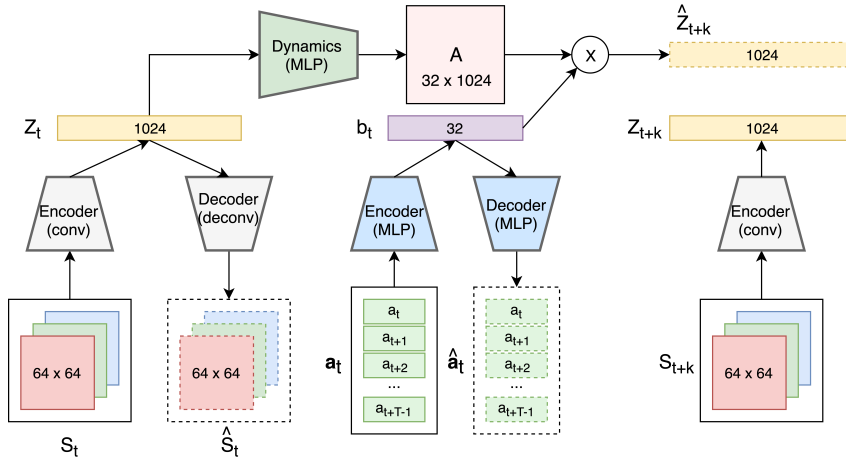 Ẑt+k
Dynamics
(MLP)
A
32 x 1024
X
1024
Zt
1024
bt
32
Zt+k
1024
Encoder
(conv)
Decoder
(deconv)
Encoder
(MLP)
Decoder
(MLP)
Encoder
(conv)
64 x 64
64 x 64
at
at
at+1
at+2
...
at+T-1
ât
at
at+1
at+2
...
at+T-1
St+k
64 x 64
St
Ŝt